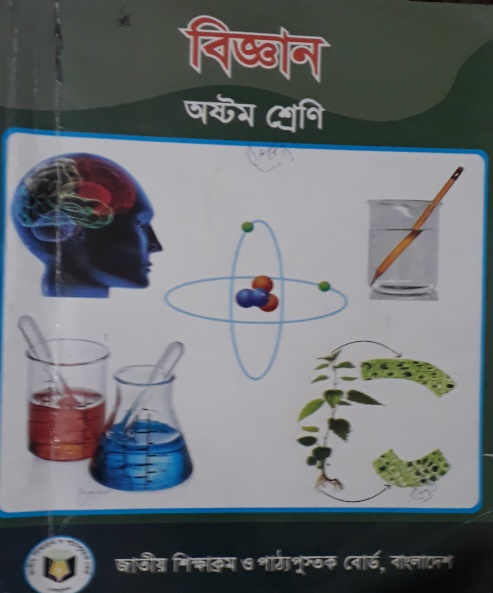 বিজ্ঞান
অষ্টম শ্রেণি
জাতীয় শিক্ষাক্রম ও পাঠ্যপুস্তক বোর্ড, বাংলাদেশ